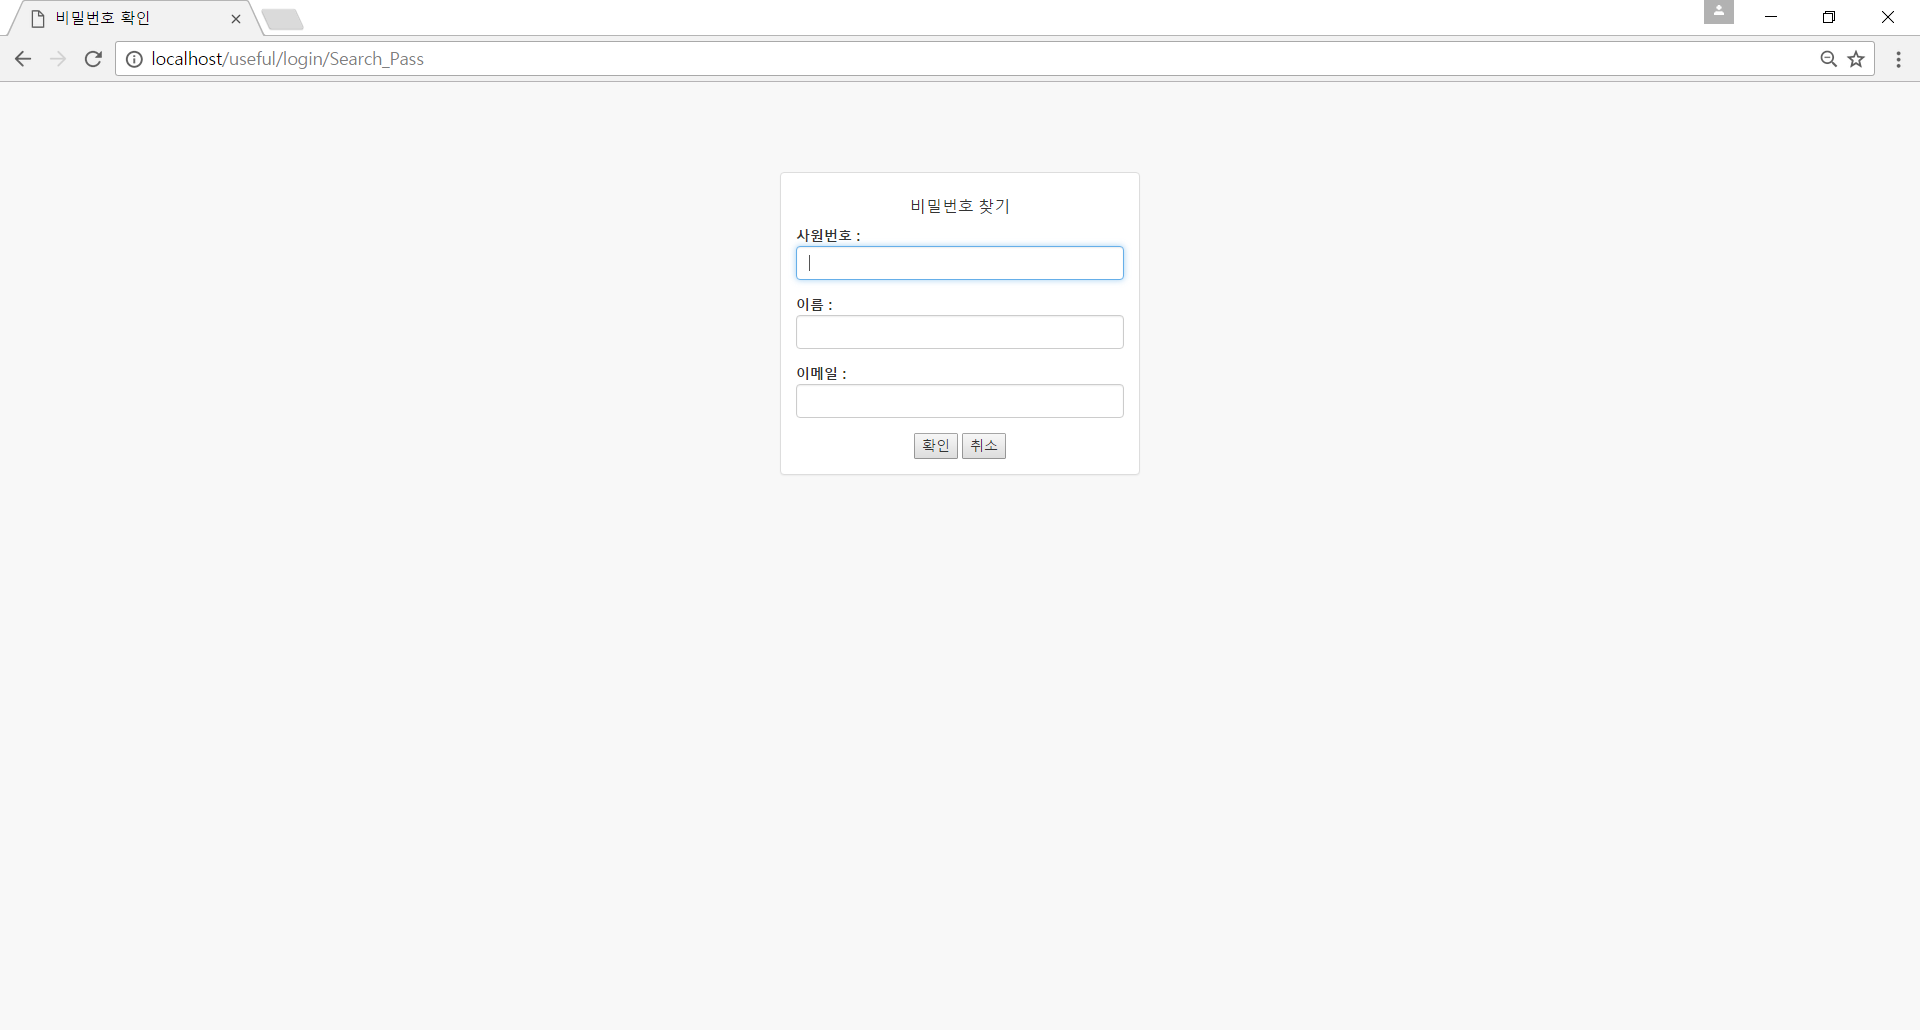 비밀번호 확인
localhost/useful/login/Search_Pass
비밀번호 찾기
사원번호 :
이름 :
이메일 :
확인 취소